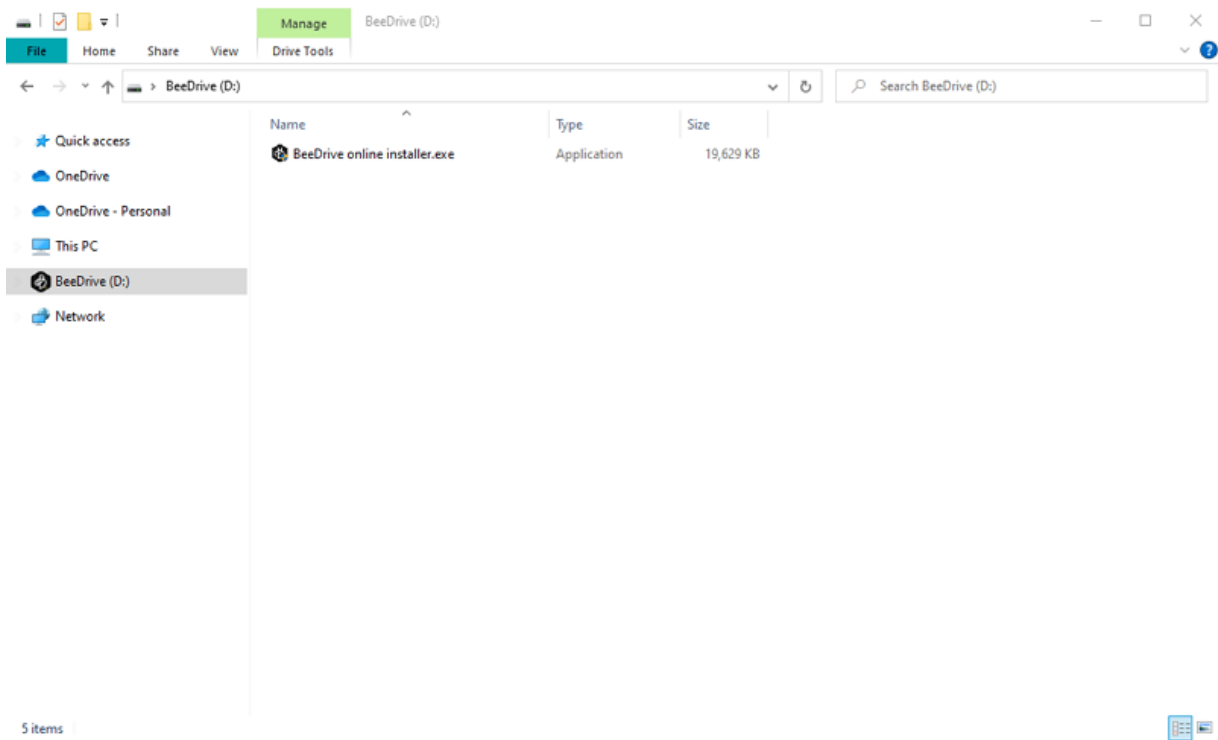 Manage BeeDrive (D:)
File Home Share View Drive Tools ?
BeeDrive (D:) Search BeeDrive (D:)
Name Type Size
Quick access
BeeDrive online installer.exe Application 19,629 KB
OneDrive
OneDrive - Personal
This PC
BeeDrive (D:)
Network
5 items